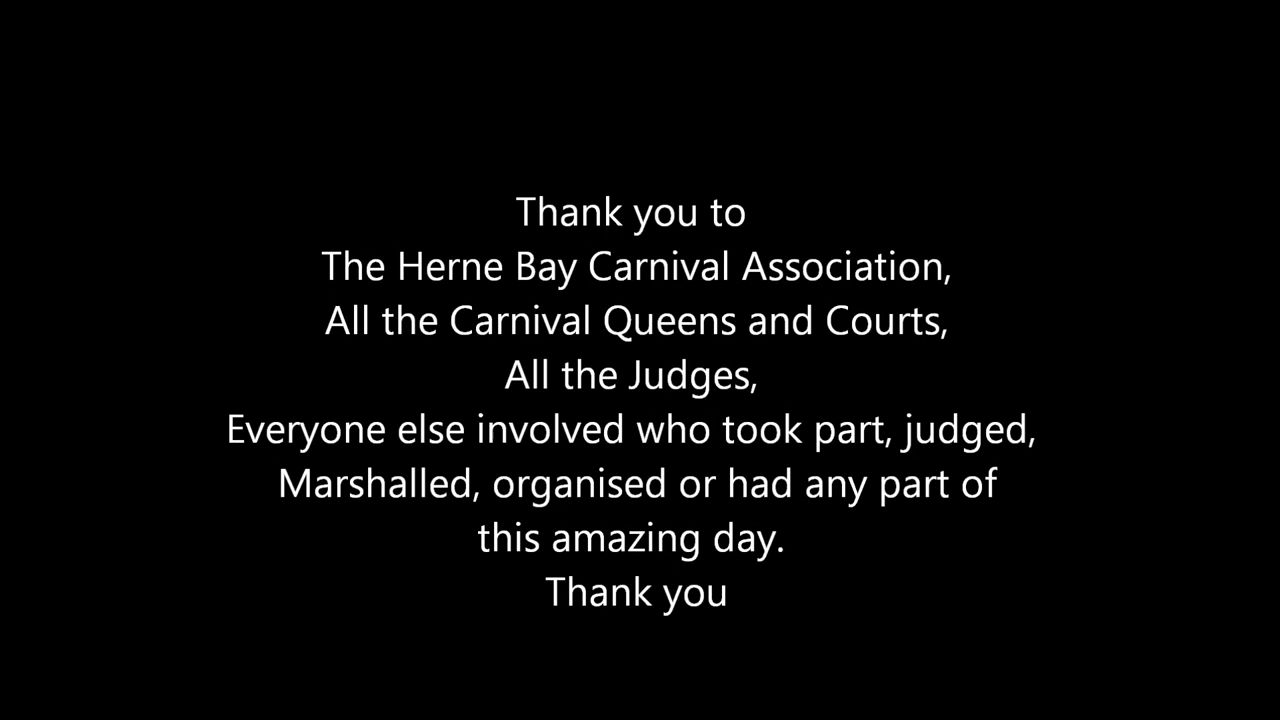 Thank you to
The Herne Bay Carnival Association,
All the Carnival Queens and Courts,
All the Judges,
Everyone else involved who took part, judged,
Marshalled, organised or had any part of
this amazing day.
Thank you